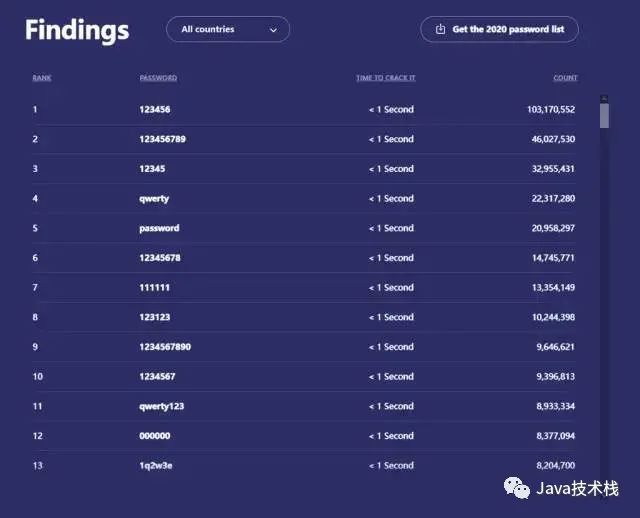 Findings All countries Get the 2020 password list
RANK PASSWORD TIME TO CRACK IT COUNT
1 123456 < 1 Second 103,170,552
2 123456789 < 1 Second 46,027,530
3 12345 < 1 Second 32,955,431
4 qwerty < 1 Second 22,317,280
5 password < 1 Second 20,958,297
6 12345678 < 1 Second 14,745,771
7 111111 < 1 Second 13,354,149
8 123123 < 1 Second 10,244,398
9 1234567890 < 1 Second 9,646,621
10 1234567 < 1 Second 9,396,813
11 qwerty123 < 1 Second 8,933,334
12 000000 < 1 Second 8,377,094
13 1q2w3e < 1 Second 8,204,700
Java技术栈